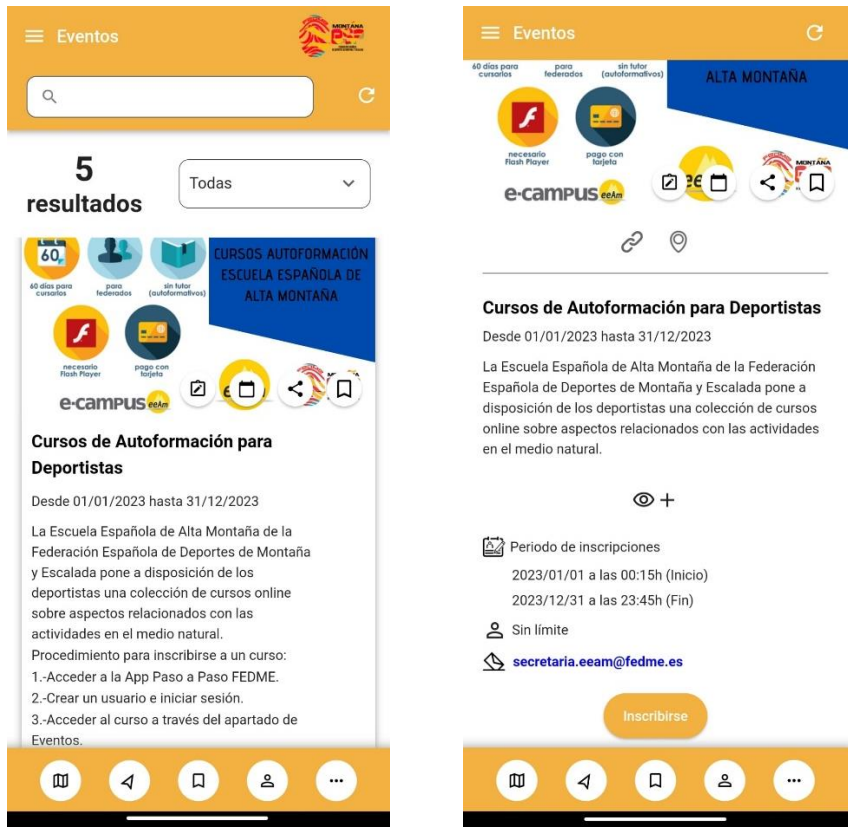 Eventos
MONTAÑA
5
resultados
Todas
60
60 días para
cursarlos
para
federados
sin tutor
(autoformativos)
CURSOS AUTOFORMACIÓN
ESCUELA ESPAÑOLA DE
ALTA MONTAÑA
necesario
Flash Player
pago con
tarjeta
e-campus eeAm
Cursos de Autoformación para
Deportistas
Desde 01/01/2023 hasta 31/12/2023
La Escuela Española de Alta Montaña de la
Federación Española de Deportes de Montaña
y Escalada pone a disposición de los
deportistas una colección de cursos online
sobre aspectos relacionados con las
actividades en el medio natural.
Procedimiento para inscribirse a un curso:
1.-Acceder a la App Paso a Paso FEDME.
2.-Crear un usuario e iniciar sesión.
3.-Acceder al curso a través del apartado de
Eventos.
Eventos
60 días para
cursarlos
para
federados
sin tutor
(autoformativos)
ALTA MONTAÑA
necesario
Flash Player
pago con
tarjeta
MONTAÑA
e-campus eeAm
Cursos de Autoformación para Deportistas
Desde 01/01/2023 hasta 31/12/2023
La Escuela Española de Alta Montaña de la Federación
Española de Deportes de Montaña y Escalada pone a
disposición de los deportistas una colección de cursos
online sobre aspectos relacionados con las actividades
en el medio natural.
Periodo de inscripciones
2023/01/01 a las 00:15h (Inicio)
2023/12/31 a las 23:45h (Fin)
Sin límite
secretaria.eeam@fedme.es
Inscribirse